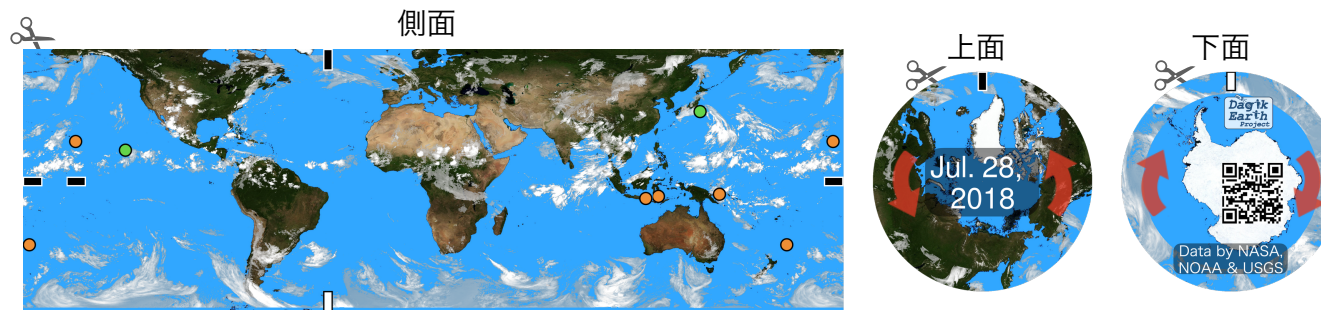 側面
上面
下面
Jul. 28,
2018
Dagik
Earth
Project
Data by NASA,
NOAA & USGS